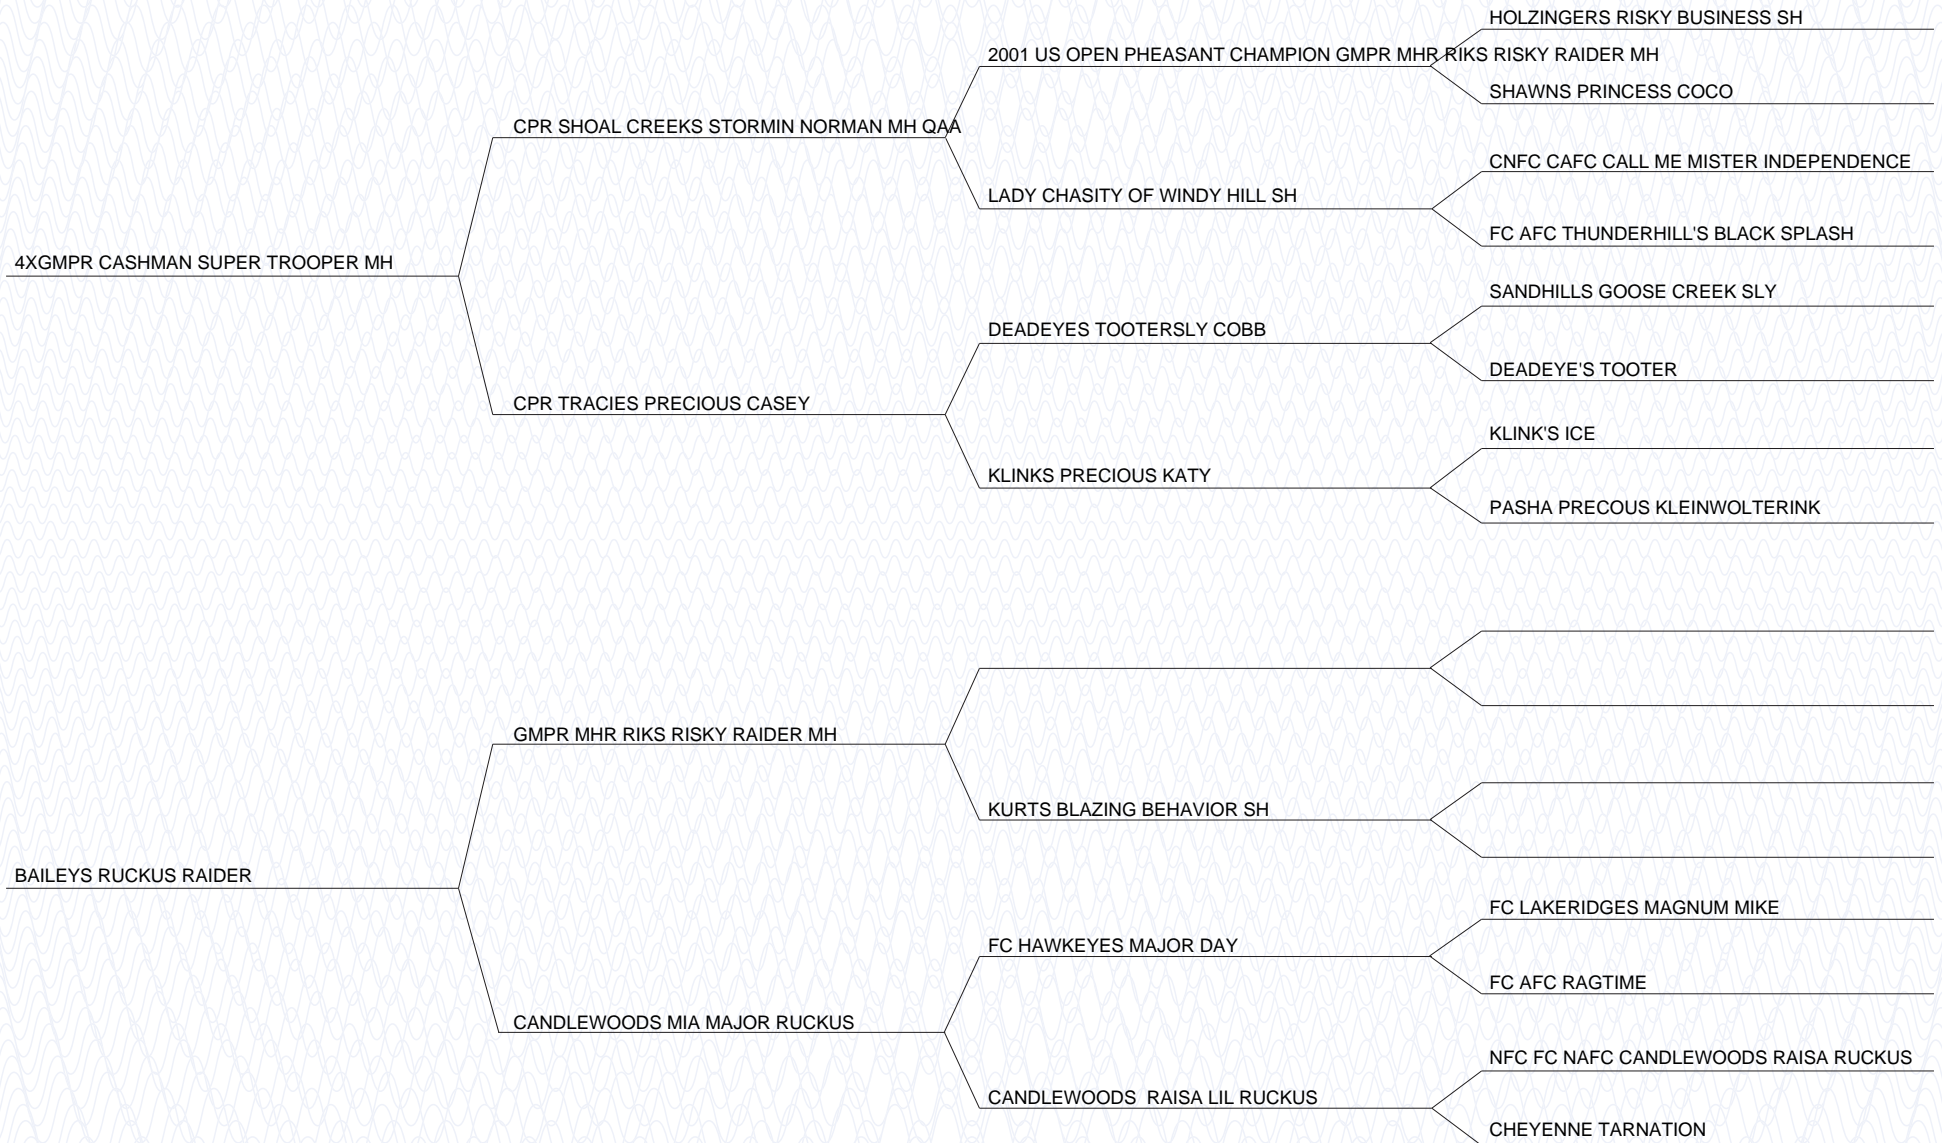 HOLZINGERS RISKY BUSINESS SH
2001 US OPEN PHEASANT CHAMPION GMPR MHR RIKS RISKY RAIDER MH
SHAWNS PRINCESS COCO
CPR SHOAL CREEKS STORMIN NORMAN MH QAA
CNFC CAFC CALL ME MISTER INDEPENDENCE
LADY CHASITY OF WINDY HILL SH
FC AFC THUNDERHILL'S BLACK SPLASH
4XGMPR CASHMAN SUPER TROOPER MH
SANDHILLS GOOSE CREEK SLY
DEADEYES TOOTERSLY COBB
DEADEYE'S TOOTER
CPR TRACIES PRECIOUS CASEY
KLINK'S ICE
KLINKS PRECIOUS KATY
PASHA PRECOUS KLEINWOLTERINK
GMPR MHR RIKS RISKY RAIDER MH
KURTS BLAZING BEHAVIOR SH
BAILEYS RUCKUS RAIDER
FC LAKERIDGES MAGNUM MIKE
FC HAWKEYES MAJOR DAY
FC AFC RAGTIME
CANDLEWOODS MIA MAJOR RUCKUS
NFC FC NAFC CANDLEWOODS RAISA RUCKUS
CANDLEWOODS  RAISA LIL RUCKUS
CHEYENNE TARNATION